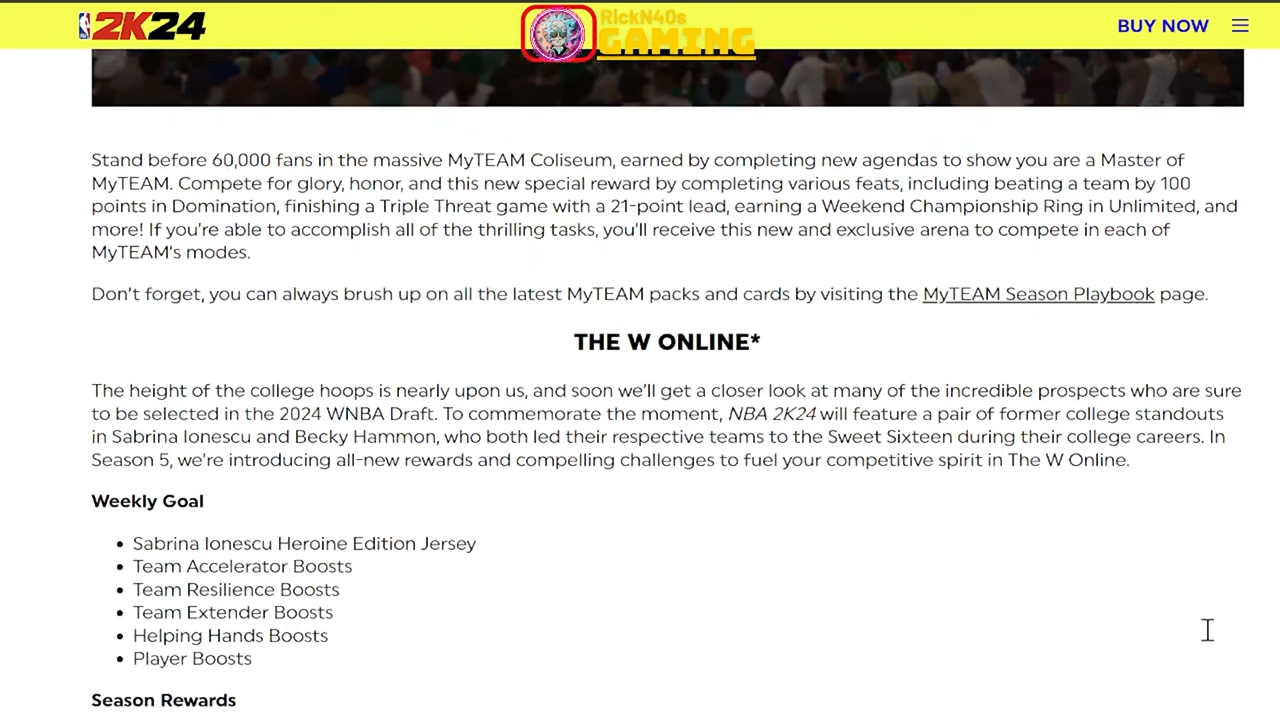 2K24
RickN40s
GAMING
BUY NOW
Stand before 60,000 fans in the massive MyTEAM Coliseum, earned by completing new agendas to show you are a Master of
MyTEAM. Compete for glory, honor, and this new special reward by completing various feats, including beating a team by 100
points in Domination, finishing a Triple Threat game with a 21-point lead, earning a Weekend Championship Ring in Unlimited, and
more! If you're able to accomplish all of the thrilling tasks, you'll receive this new and exclusive arena to compete in each of
MyTEAM's modes.
Don't forget, you can always brush up on all the latest MyTEAM packs and cards by visiting the MyTEAM Season Playbook page.
THE W ONLINE*
The height of the college hoops is nearly upon us, and soon we'll get a closer look at many of the incredible prospects who are sure
to be selected in the 2024 WNBA Draft. To commemorate the moment, NBA 2K24 will feature a pair of former college standouts
in Sabrina Ionescu and Becky Hammon, who both led their respective teams to the Sweet Sixteen during their college careers. In
Season 5, we're introducing all-new rewards and compelling challenges to fuel your competitive spirit in The W Online.
Weekly Goal
• Sabrina Ionescu Heroine Edition Jersey
• Team Accelerator Boosts
• Team Resilience Boosts
• Team Extender Boosts
• Helping Hands Boosts
• Player Boosts
Season Rewards